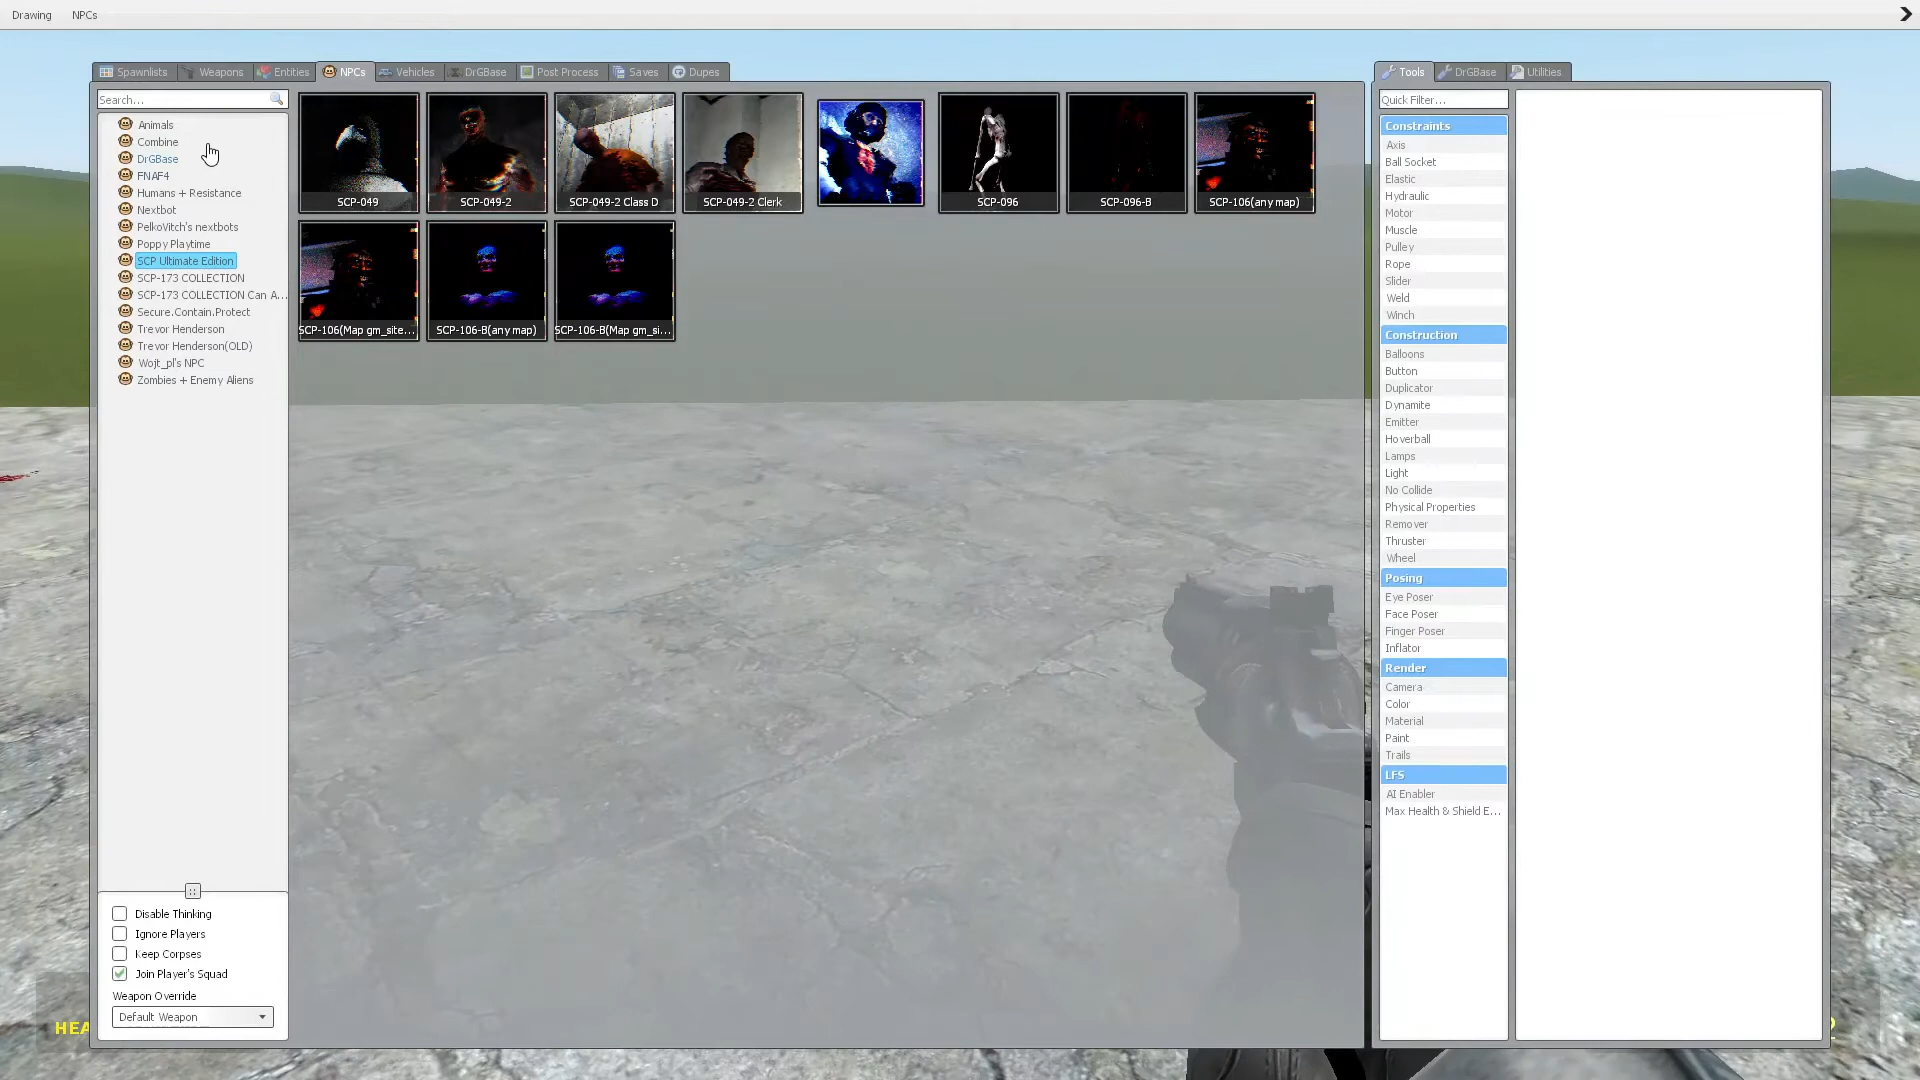 Drawing NPCs
Spawnlists Weapons Entities NPCs Vehicles DrGBase Post Process Saves Dupes
Search...
Animals
Combine
DrGBase
FNAF4
Humans + Resistance
Nextbot
PelkoVitch's nextbots
Poppy Playtime
SCP Ultimate Edition
SCP-173 COLLECTION
SCP-173 COLLECTION Can A...
Secure.Contain.Protect
Trevor Henderson
Trevor Henderson(OLD)
Wojt_pl's NPC
Zombies + Enemy Aliens
Disable Thinking
Ignore Players
Keep Corpses
Join Player's Squad
Weapon Override
Default Weapon
SCP-049 SCP-049-2 SCP-049-2 Class D SCP-049-2 Clerk SCP-096 SCP-096-B SCP-106(any map)
SCP-106(Map gm_site... SCP-106-B(any map) SCP-106-B(Map gm_si...
Tools DrGBase Utilities
Quick Filter...
Constraints
Axis
Ball Socket
Elastic
Hydraulic
Motor
Muscle
Pulley
Rope
Slider
Weld
Winch
Construction
Balloons
Button
Duplicator
Dynamite
Emitter
Hoverball
Lamps
Light
No Collide
Physical Properties
Remover
Thruster
Wheel
Posing
Eye Poser
Face Poser
Finger Poser
Inflator
Render
Camera
Color
Material
Paint
Trails
LFS
AI Enabler
Max Health & Shield E...
HEA